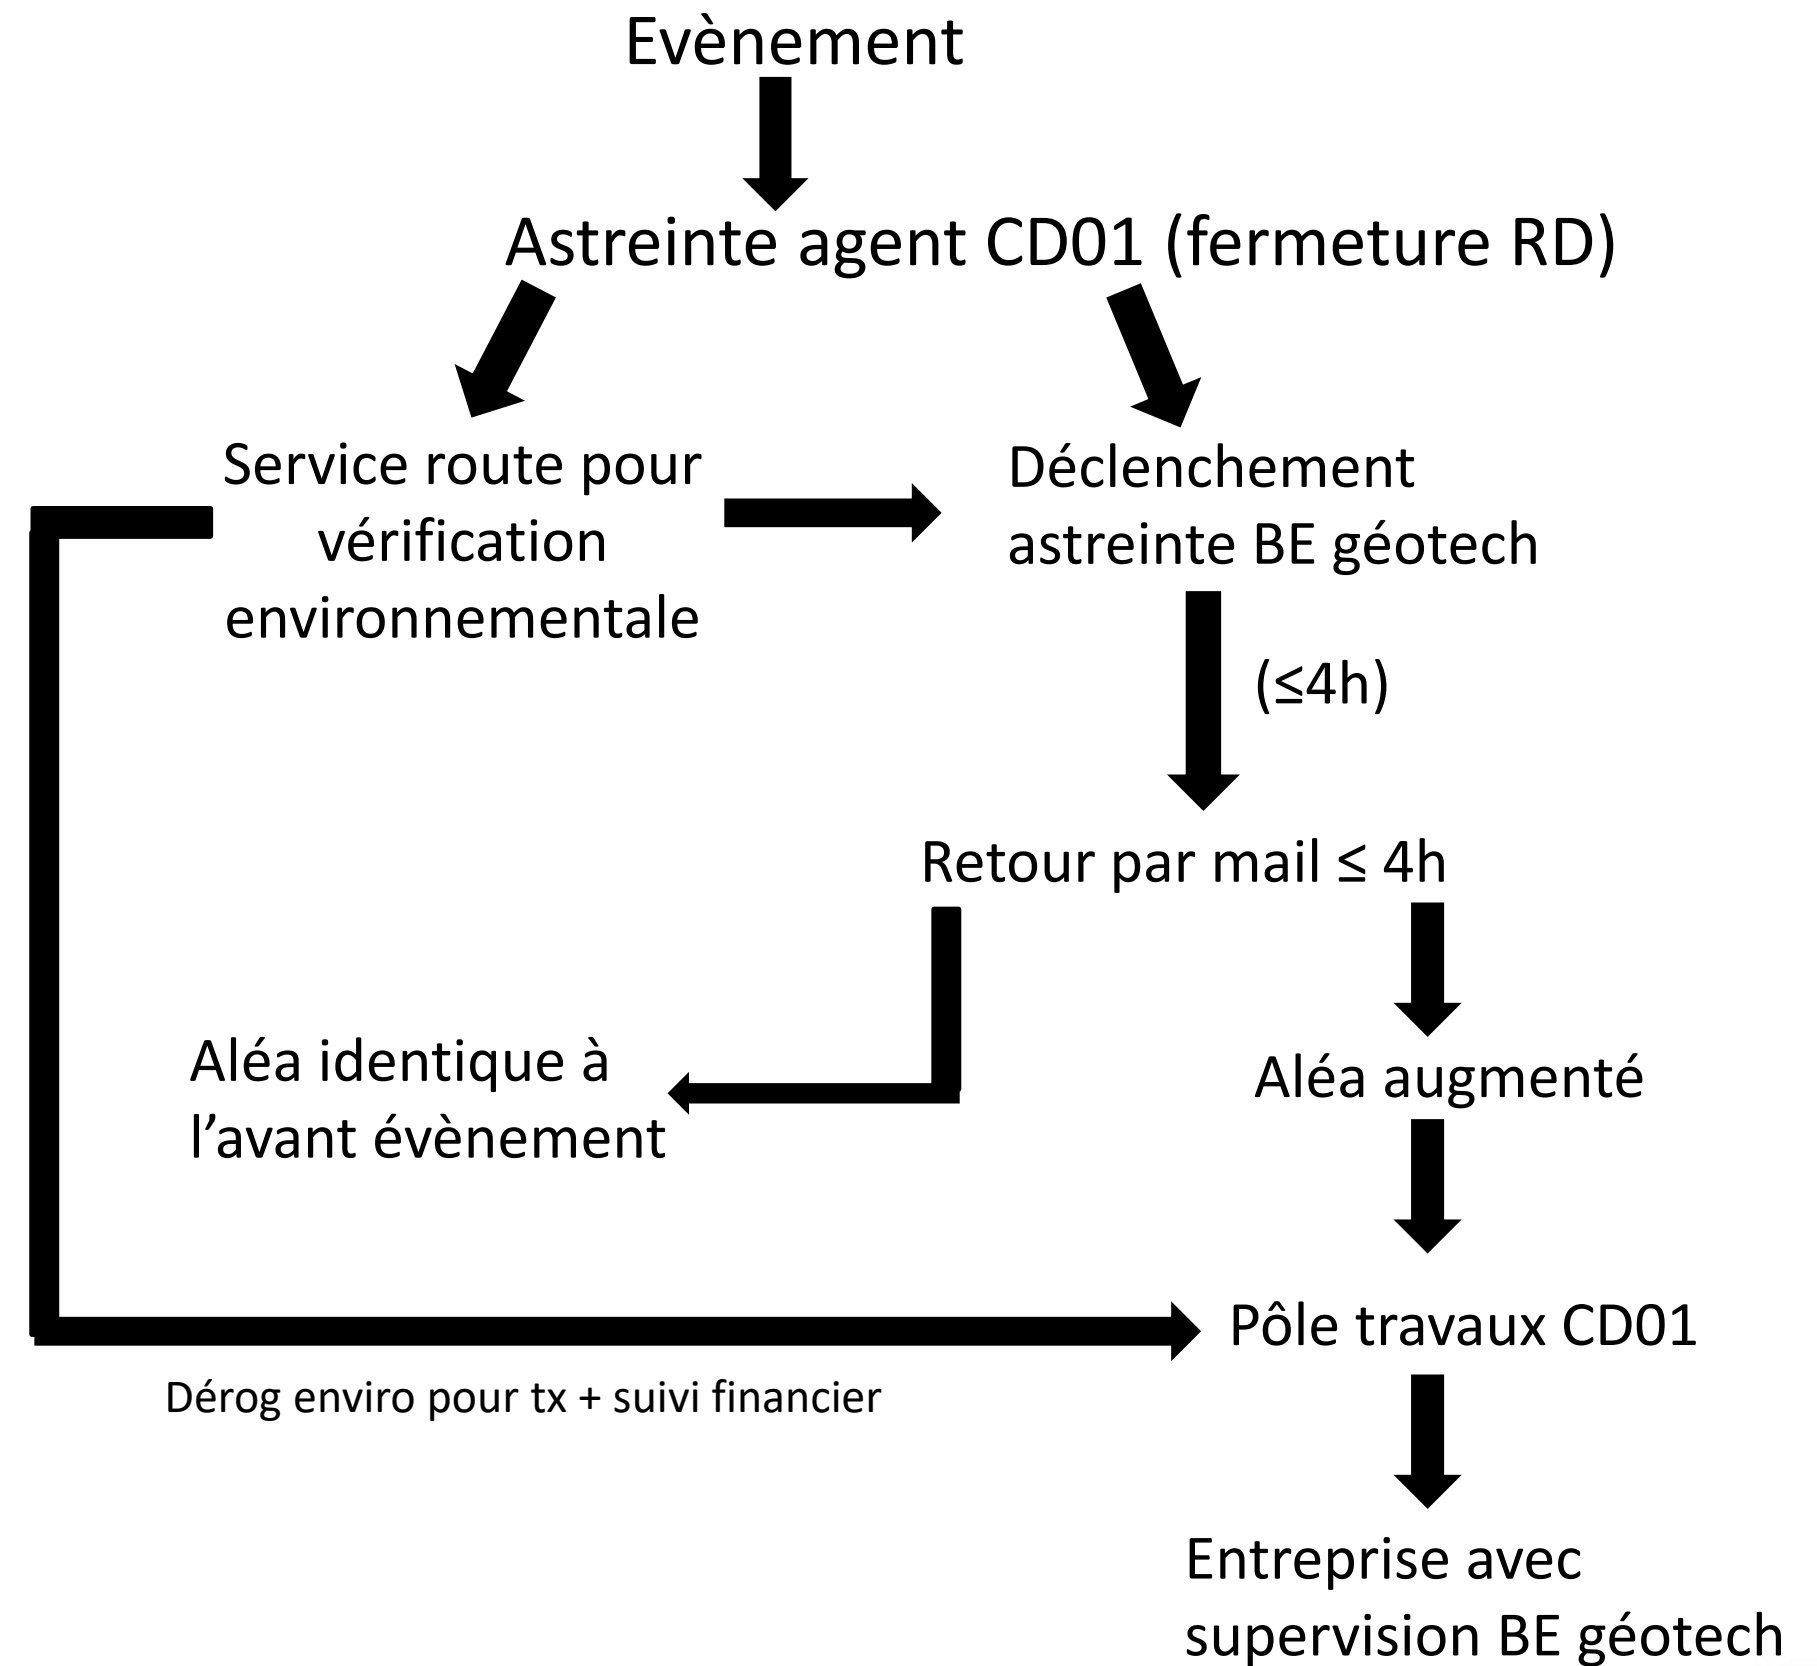 Evènement
Astreinte agent CD01 (fermeture RD)
Service route pour
vérification
environnementale
Déclenchement
astreinte BE géotech
(≤4h)
Retour par mail ≤ 4h
Aléa identique à
l’avant évènement
Aléa augmenté
Pôle travaux CD01
Dérog enviro pour tx + suivi financier
Entreprise avec
supervision BE géotech